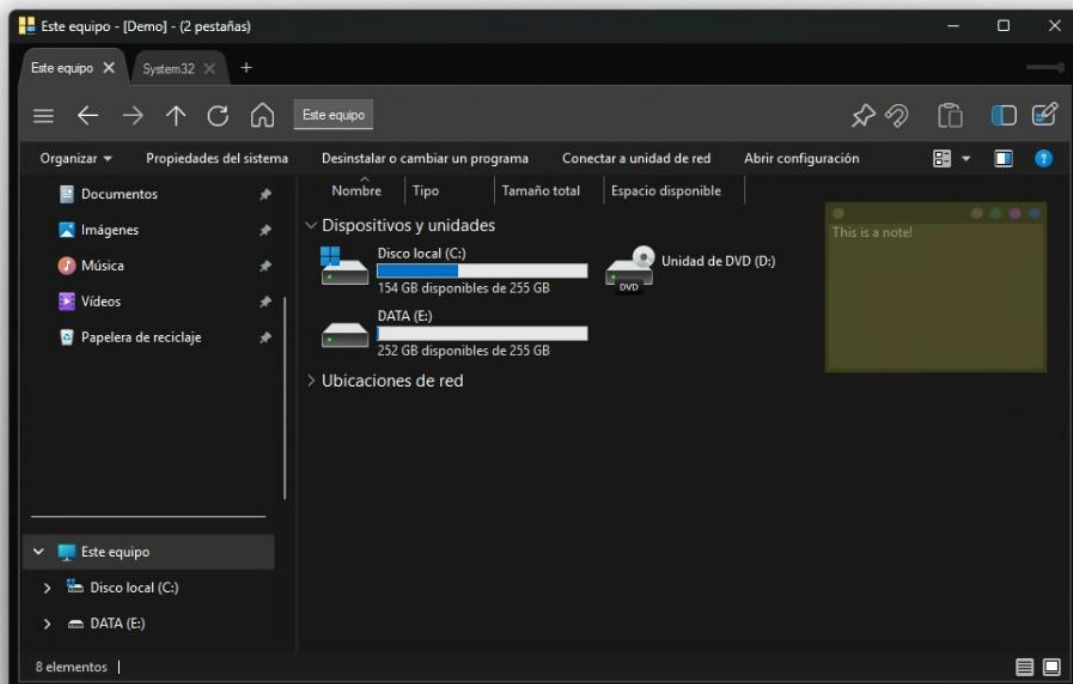 Este equipo - [Demo] - (2 pestañas)
Este equipo System32
Este equipo
Organizar Propiedades del sistema Desinstalar o cambiar un programa Conectar a unidad de red Abrir configuración
Documentos
Imágenes
Música
Vídeos
Papelera de reciclaje
Este equipo
Disco local (C:)
DATA (E:)
Nombre Tipo Tamaño total Espacio disponible
Dispositivos y unidades
Disco local (C:)
154 GB disponibles de 255 GB
Unidad de DVD (D:)
DVD
DATA (E:)
252 GB disponibles de 255 GB
Ubicaciones de red
This is a note!
8 elementos